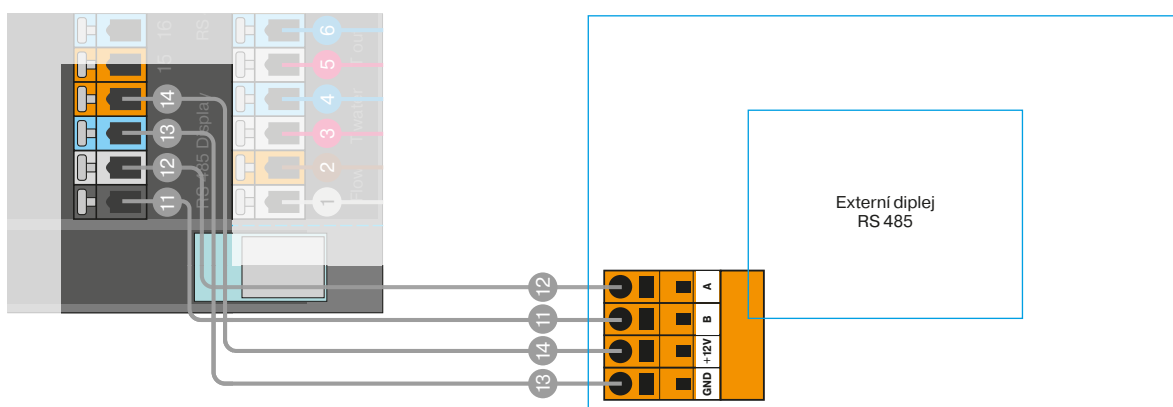 16
15
14
13
12
11
RS
RS 485 Display
6
5
4
3
2
1
T out
T water
Flow
12
11
14
13
A
B
+12V
GND
Externí diplej
RS 485